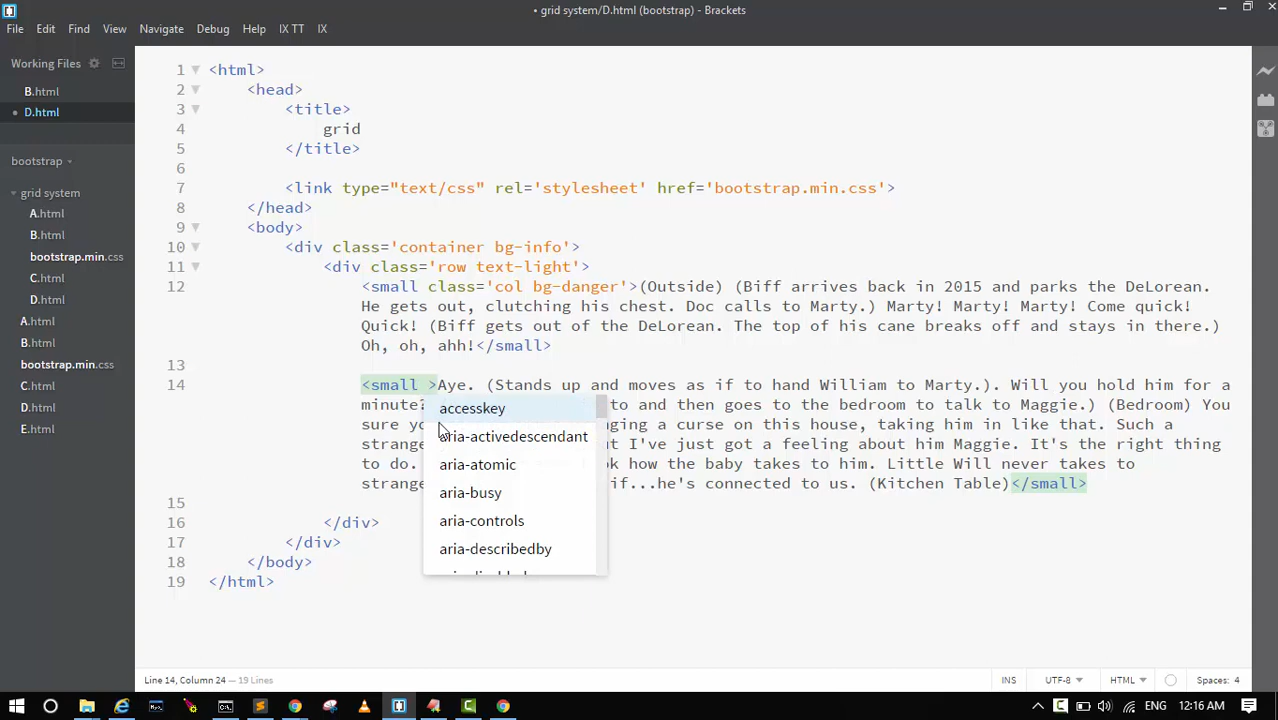 • grid system/D.html (bootstrap) - Brackets
File Edit Find View Navigate Debug Help IX TT IX
Working Files
B.html
• D.html
bootstrap
grid system
A.html
B.html
bootstrap.min.css
C.html
D.html
A.html
B.html
bootstrap.min.css
C.html
D.html
E.html
1 <html>
2 <head>
3 <title>
4 grid
5 </title>
6
7 <link type="text/css" rel='stylesheet' href='bootstrap.min.css'>
8 </head>
9 <body>
10 <div class='container bg-info'>
11 <div class='row text-light'>
12 <small class='col bg-danger'>(Outside) (Biff arrives back in 2015 and parks the DeLorean.
He gets out, clutching his chest. Doc calls to Marty.) Marty! Marty! Marty! Come quick!
Quick! (Biff gets out of the DeLorean. The top of his cane breaks off and stays in there.)
Oh, oh, ahh!</small>
13
14 <small >Aye. (Stands up and moves as if to hand William to Marty.). Will you hold him for a
minute? to and then goes to the bedroom to talk to Maggie.) (Bedroom) You
sure yo nging a curse on this house, taking him in like that. Such a
strange ut I've just got a feeling about him Maggie. It's the right thing
to do. ok how the baby takes to him. Little Will never takes to
strange if...he's connected to us. (Kitchen Table)</small>
15
16 </div>
17 </div>
18 </body>
19 </html>
accesskey
aria-activedescendant
aria-atomic
aria-busy
aria-controls
aria-describedby
Line 14, Column 24 — 19 Lines
INS UTF-8 HTML Spaces: 4
ENG 12:16 AM